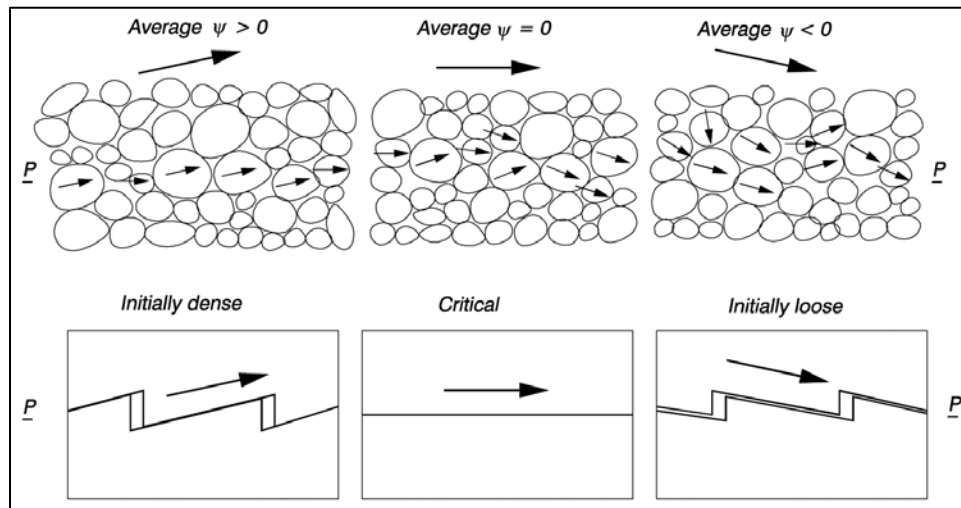 Average ψ > 0
Average ψ = 0
Average ψ < 0
P
P
Initially dense
Critical
Initially loose
P
P